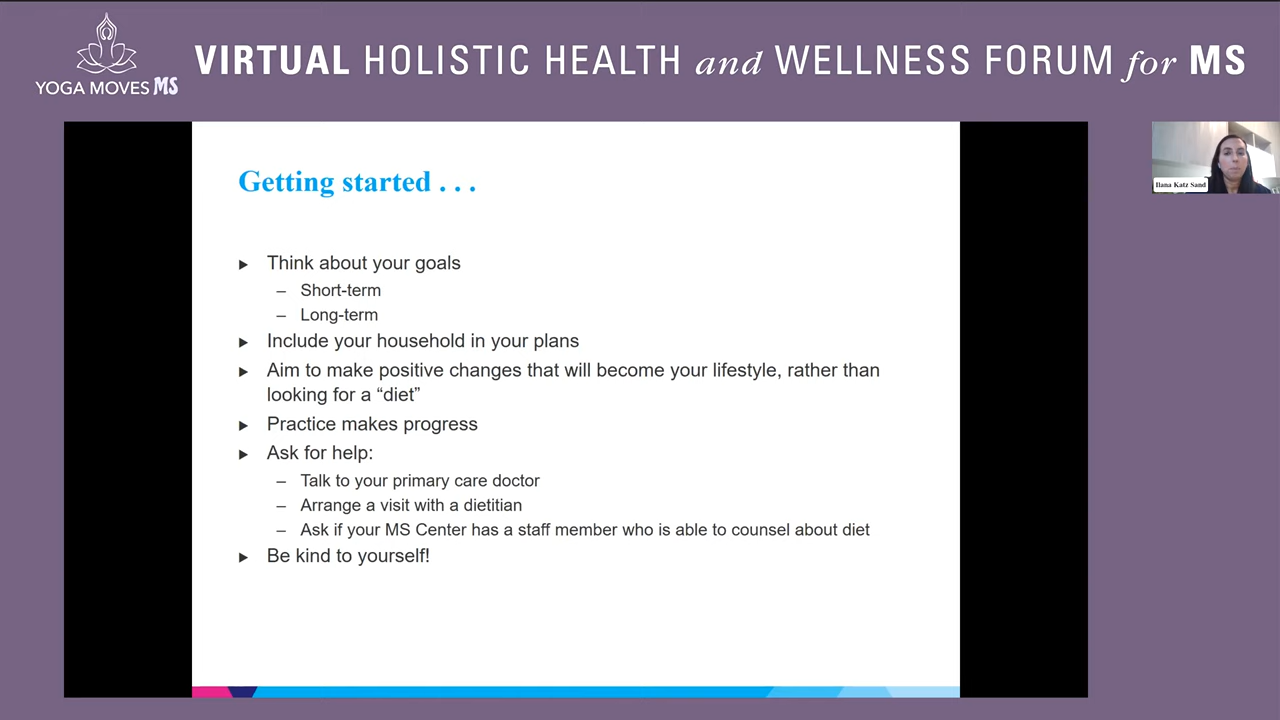 YOGA MOVES MS
VIRTUAL HOLISTIC HEALTH and WELLNESS FORUM for MS
Ilana Katz Sand
Getting started . . .
Think about your goals
– Short-term
– Long-term
Include your household in your plans
Aim to make positive changes that will become your lifestyle, rather than
looking for a “diet”
Practice makes progress
Ask for help:
– Talk to your primary care doctor
– Arrange a visit with a dietitian
– Ask if your MS Center has a staff member who is able to counsel about diet
Be kind to yourself!